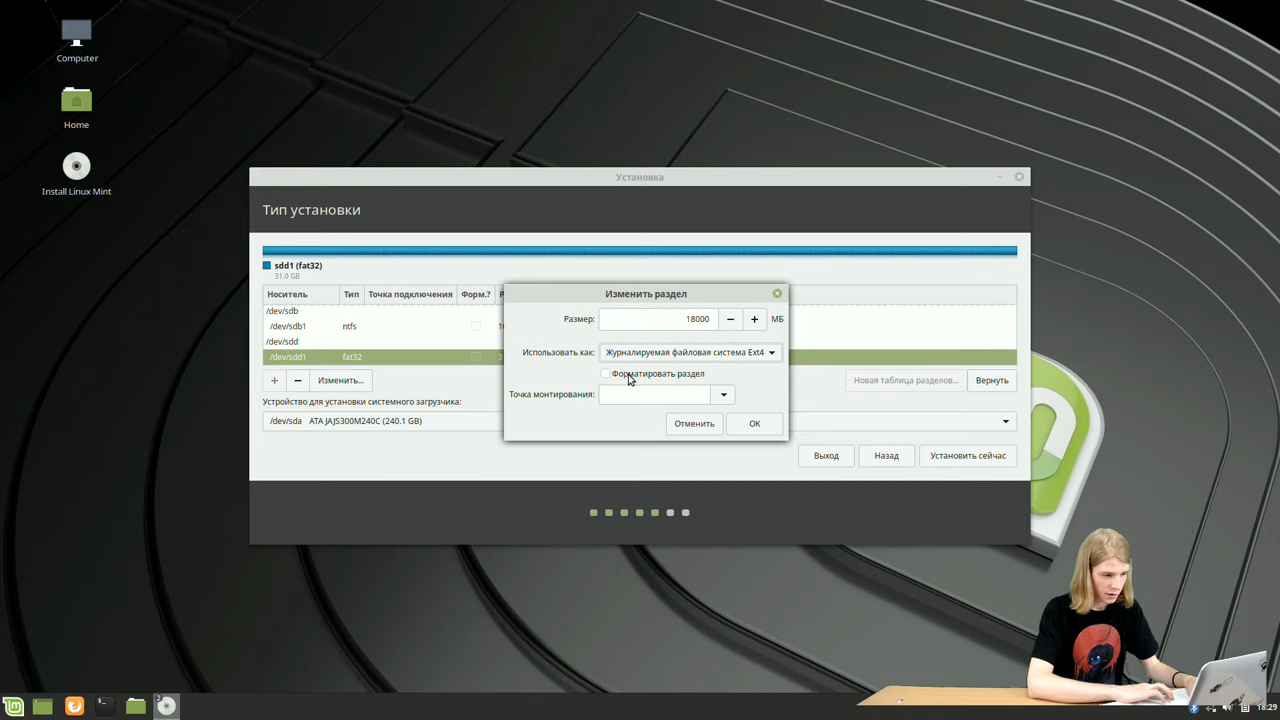 Computer
Home
Install Linux Mint
Установка
Тип установки
sdd1 (fat32)
31.0 GB
Носитель Тип Точка подключения Форм.?
/dev/sdb
/dev/sdb1 ntfs
/dev/sdd
/dev/sdd1 fat32
+ − Изменить... Новая таблица разделов... Вернуть
Устройство для установки системного загрузчика:
/dev/sda ATA JAJS300M240C (240.1 GB)
Выход Назад Установить сейчас
Изменить раздел
Размер: 18000 − + МБ
Использовать как: Журналируемая файловая система Ext4
Форматировать раздел
Точка монтирования:
Отменить OK
2
18:29